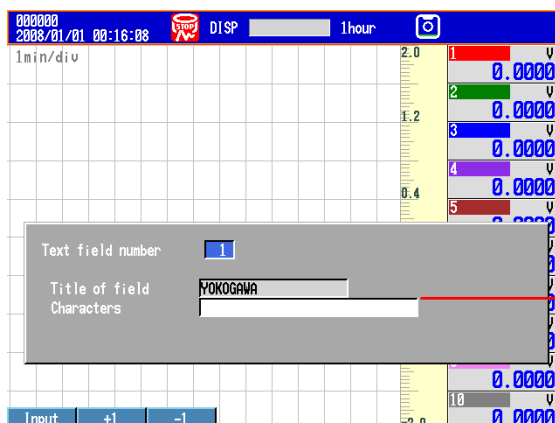 000000
2008/01/01 00:16:08
STOP
DISP
1hour
1min/div
2.0
1.2
0.4
-2.0
1 V
0.0000
2 V
0.0000
3 V
0.0000
4 V
0.0000
5 V
Text field number 1
Title of field YOKOGAWA
Characters
V
0.0000
10 V
0.0000
Input +1 -1